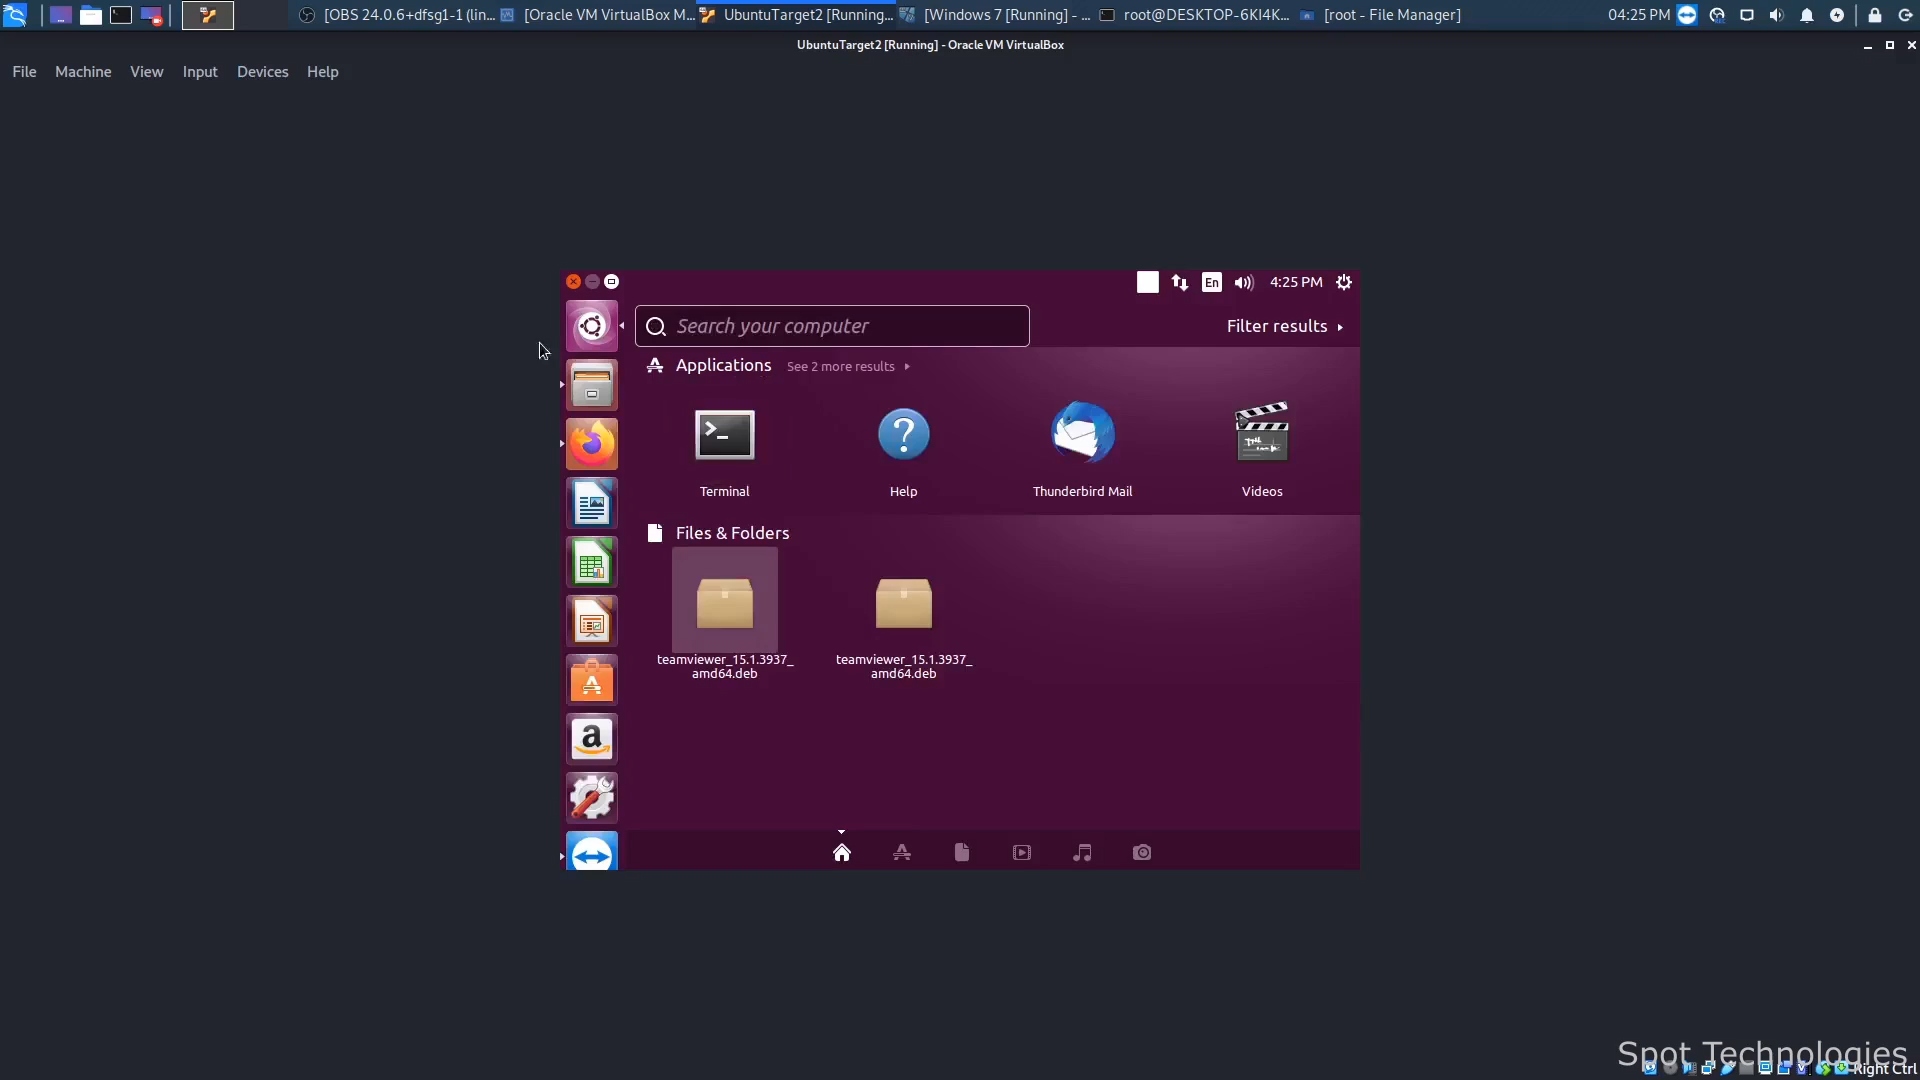 [OBS 24.0.6+dfsg1-1 (lin... [Oracle VM VirtualBox M... UbuntuTarget2 [Running... [Windows 7 [Running] - ... root@DESKTOP-6KI4K... [root - File Manager] 04:25 PM
UbuntuTarget2 [Running] - Oracle VM VirtualBox
File Machine View Input Devices Help
En 4:25 PM
Search your computer
Filter results
Applications See 2 more results
Terminal Help Thunderbird Mail Videos
Files & Folders
teamviewer_15.1.3937_
amd64.deb
teamviewer_15.1.3937_
amd64.deb
Spot Technologies
Right Ctrl